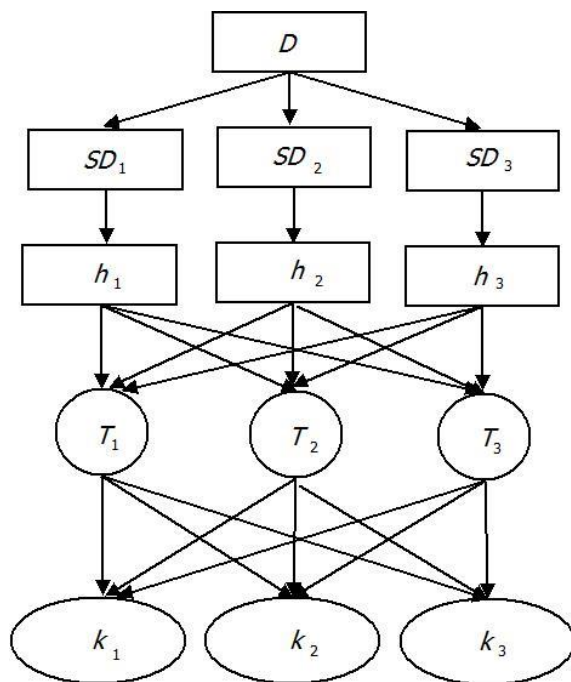 D
SD₁ SD₂ SD₃
h₁ h₂ h₃
T₁ T₂ T₃
k₁ k₂ k₃